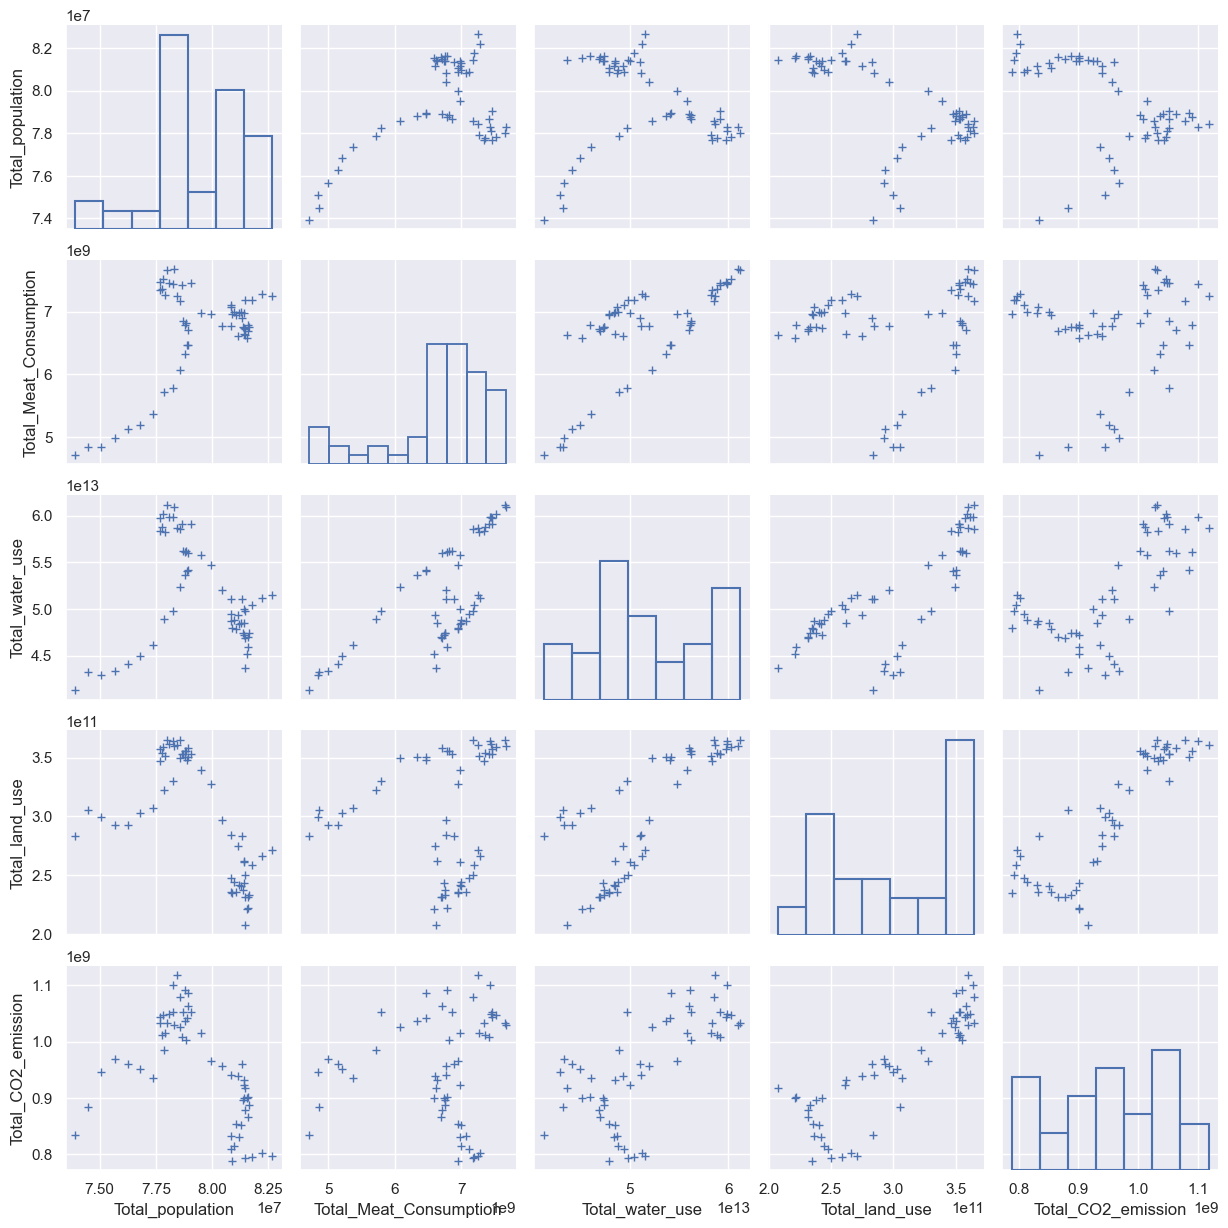 1e7
Total_population
8.2
8.0
7.8
7.6
7.4
1e9
Total_Meat_Consumption
7
6
5
1e13
Total_water_use
6.0
5.5
5.0
4.5
1e11
Total_land_use
3.5
3.0
2.5
2.0
1e9
Total_CO2_emission
1.1
1.0
0.9
0.8
7.50 7.75 8.00 8.25 5 6 7 5 6 2.0 2.5 3.0 3.5 0.8 0.9 1.0 1.1
Total_population 1e7 Total_Meat_Consumption 1e9 Total_water_use 1e13 Total_land_use 1e11 Total_CO2_emission 1e9